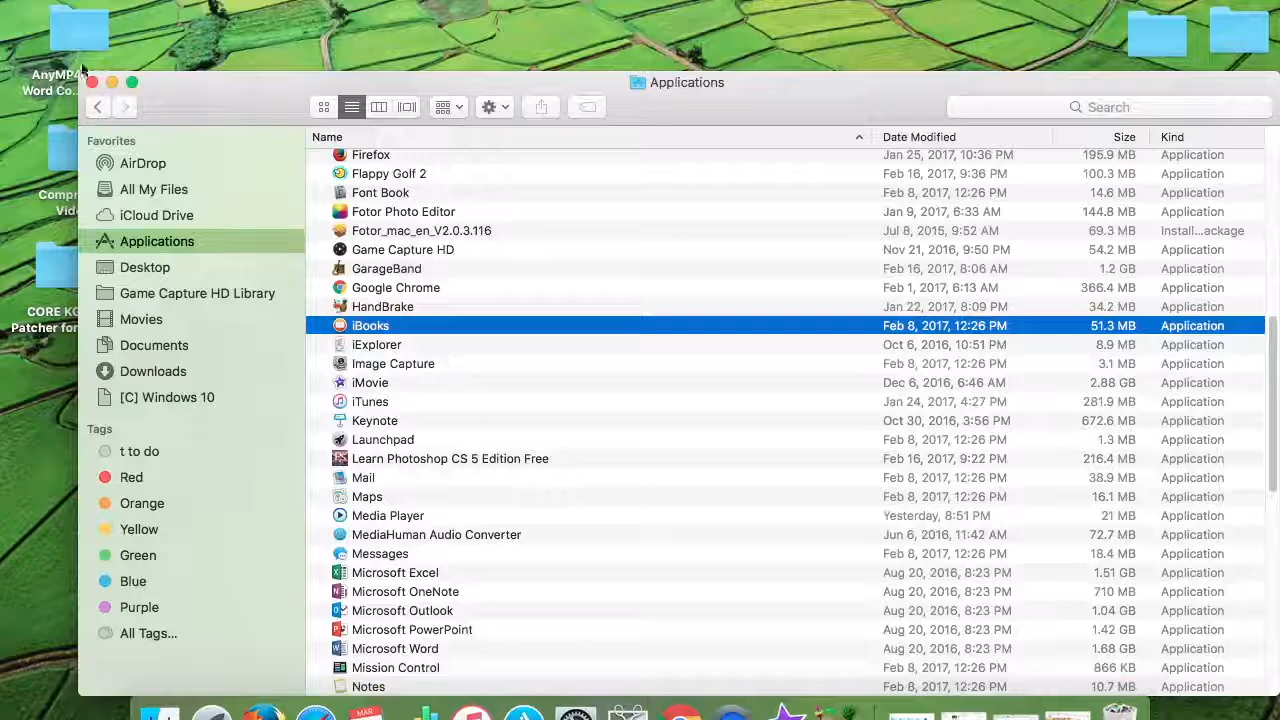 AnyMP4
Word Co...
Compr
Vide
CORE KG
Patcher for
Applications
Search
Favorites
AirDrop
All My Files
iCloud Drive
Applications
Desktop
Game Capture HD Library
Movies
Documents
Downloads
[C] Windows 10
Tags
t to do
Red
Orange
Yellow
Green
Blue
Purple
All Tags...
Name Date Modified Size Kind
Firefox Jan 25, 2017, 10:36 PM 195.9 MB Application
Flappy Golf 2 Feb 16, 2017, 9:36 PM 100.3 MB Application
Font Book Feb 8, 2017, 12:26 PM 14.6 MB Application
Fotor Photo Editor Jan 9, 2017, 6:33 AM 144.8 MB Application
Fotor_mac_en_V2.0.3.116 Jul 8, 2015, 9:52 AM 69.3 MB Install...ackage
Game Capture HD Nov 21, 2016, 9:50 PM 54.2 MB Application
GarageBand Feb 16, 2017, 8:06 AM 1.2 GB Application
Google Chrome Feb 1, 2017, 6:13 AM 366.4 MB Application
HandBrake Jan 22, 2017, 8:09 PM 34.2 MB Application
iBooks Feb 8, 2017, 12:26 PM 51.3 MB Application
iExplorer Oct 6, 2016, 10:51 PM 8.9 MB Application
Image Capture Feb 8, 2017, 12:26 PM 3.1 MB Application
iMovie Dec 6, 2016, 6:46 AM 2.88 GB Application
iTunes Jan 24, 2017, 4:27 PM 281.9 MB Application
Keynote Oct 30, 2016, 3:56 PM 672.6 MB Application
Launchpad Feb 8, 2017, 12:26 PM 1.3 MB Application
Learn Photoshop CS 5 Edition Free Feb 16, 2017, 9:22 PM 216.4 MB Application
Mail Feb 8, 2017, 12:26 PM 38.9 MB Application
Maps Feb 8, 2017, 12:26 PM 16.1 MB Application
Media Player Yesterday, 8:51 PM 21 MB Application
MediaHuman Audio Converter Jun 6, 2016, 11:42 AM 72.7 MB Application
Messages Feb 8, 2017, 12:26 PM 18.4 MB Application
Microsoft Excel Aug 20, 2016, 8:23 PM 1.51 GB Application
Microsoft OneNote Aug 20, 2016, 8:23 PM 710 MB Application
Microsoft Outlook Aug 20, 2016, 8:23 PM 1.04 GB Application
Microsoft PowerPoint Aug 20, 2016, 8:23 PM 1.42 GB Application
Microsoft Word Aug 20, 2016, 8:23 PM 1.68 GB Application
Mission Control Feb 8, 2017, 12:26 PM 866 KB Application
Notes Feb 8, 2017, 12:26 PM 10.7 MB Application
MAR